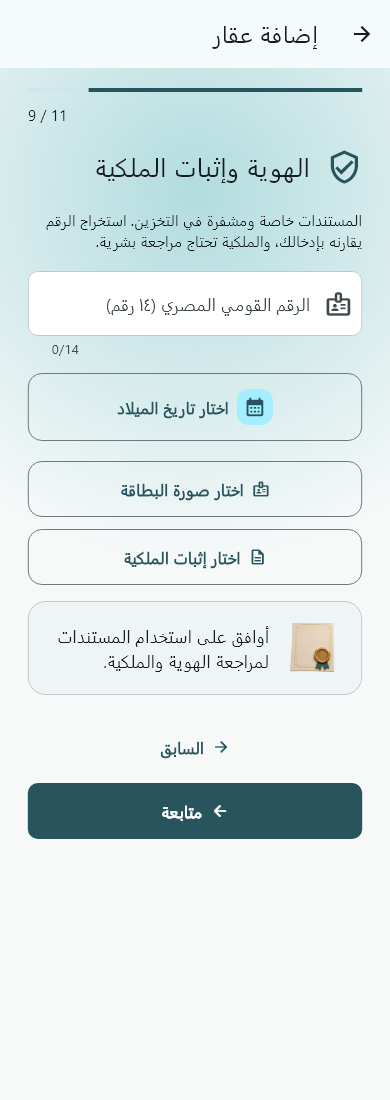 إضافة عقار
9 / 11
الهوية وإثبات الملكية
المستندات خاصة ومشفرة في التخزين. استخراج الرقم
يقارنه بإدخالك، والملكية تحتاج مراجعة بشرية.
الرقم القومي المصري (١٤ رقم)
0/14
اختار تاريخ الميلاد
اختار صورة البطاقة
اختار إثبات الملكية
أوافق على استخدام المستندات
لمراجعة الهوية والملكية.
السابق
متابعة